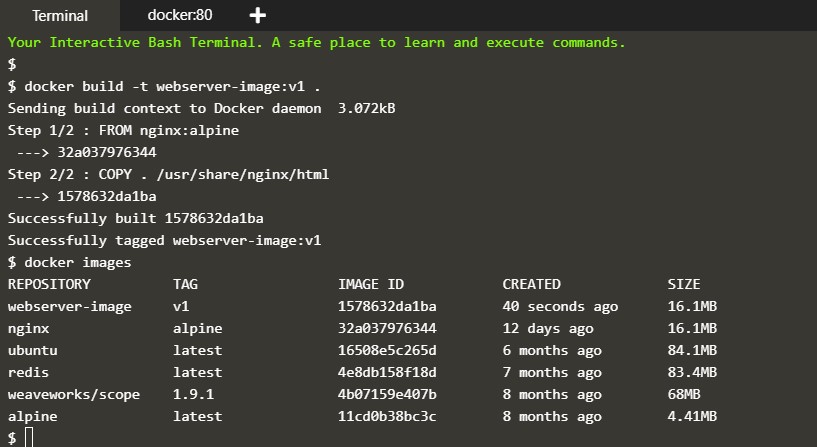 Terminal docker:80 +
Your Interactive Bash Terminal. A safe place to learn and execute commands.
$
$ docker build -t webserver-image:v1 .
Sending build context to Docker daemon  3.072kB
Step 1/2 : FROM nginx:alpine
 ---> 32a037976344
Step 2/2 : COPY . /usr/share/nginx/html
 ---> 1578632da1ba
Successfully built 1578632da1ba
Successfully tagged webserver-image:v1
$ docker images
REPOSITORY          TAG                 IMAGE ID            CREATED             SIZE
webserver-image     v1                  1578632da1ba        40 seconds ago      16.1MB
nginx               alpine              32a037976344        12 days ago         16.1MB
ubuntu              latest              16508e5c265d        6 months ago        84.1MB
redis               latest              4e8db158f18d        7 months ago        83.4MB
weaveworks/scope    1.9.1               4b07159e407b        8 months ago        68MB
alpine              latest              11cd0b38bc3c        8 months ago        4.41MB
$